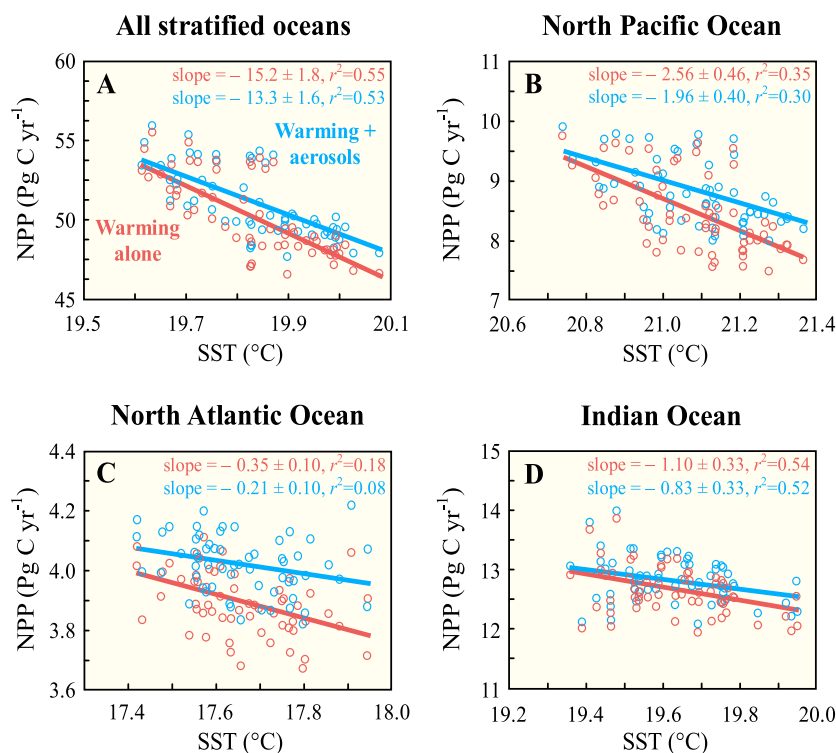 All stratified oceans
A
slope = – 15.2 ± 1.8, r²=0.55
slope = – 13.3 ± 1.6, r²=0.53
Warming +
aerosols
Warming
alone
NPP (Pg C yr⁻¹)
60
55
50
45
19.5 19.7 19.9 20.1
SST (°C)
North Pacific Ocean
B
slope = – 2.56 ± 0.46, r²=0.35
slope = – 1.96 ± 0.40, r²=0.30
NPP (Pg C yr⁻¹)
11
10
9
8
7
20.6 20.8 21.0 21.2 21.4
SST (°C)
North Atlantic Ocean
C
slope = – 0.35 ± 0.10, r²=0.18
slope = – 0.21 ± 0.10, r²=0.08
NPP (Pg C yr⁻¹)
4.4
4.2
4.0
3.8
3.6
17.4 17.6 17.8 18.0
SST (°C)
Indian Ocean
D
slope = – 1.10 ± 0.33, r²=0.54
slope = – 0.83 ± 0.33, r²=0.52
NPP (Pg C yr⁻¹)
15
14
13
12
11
19.2 19.4 19.6 19.8 20.0
SST (°C)